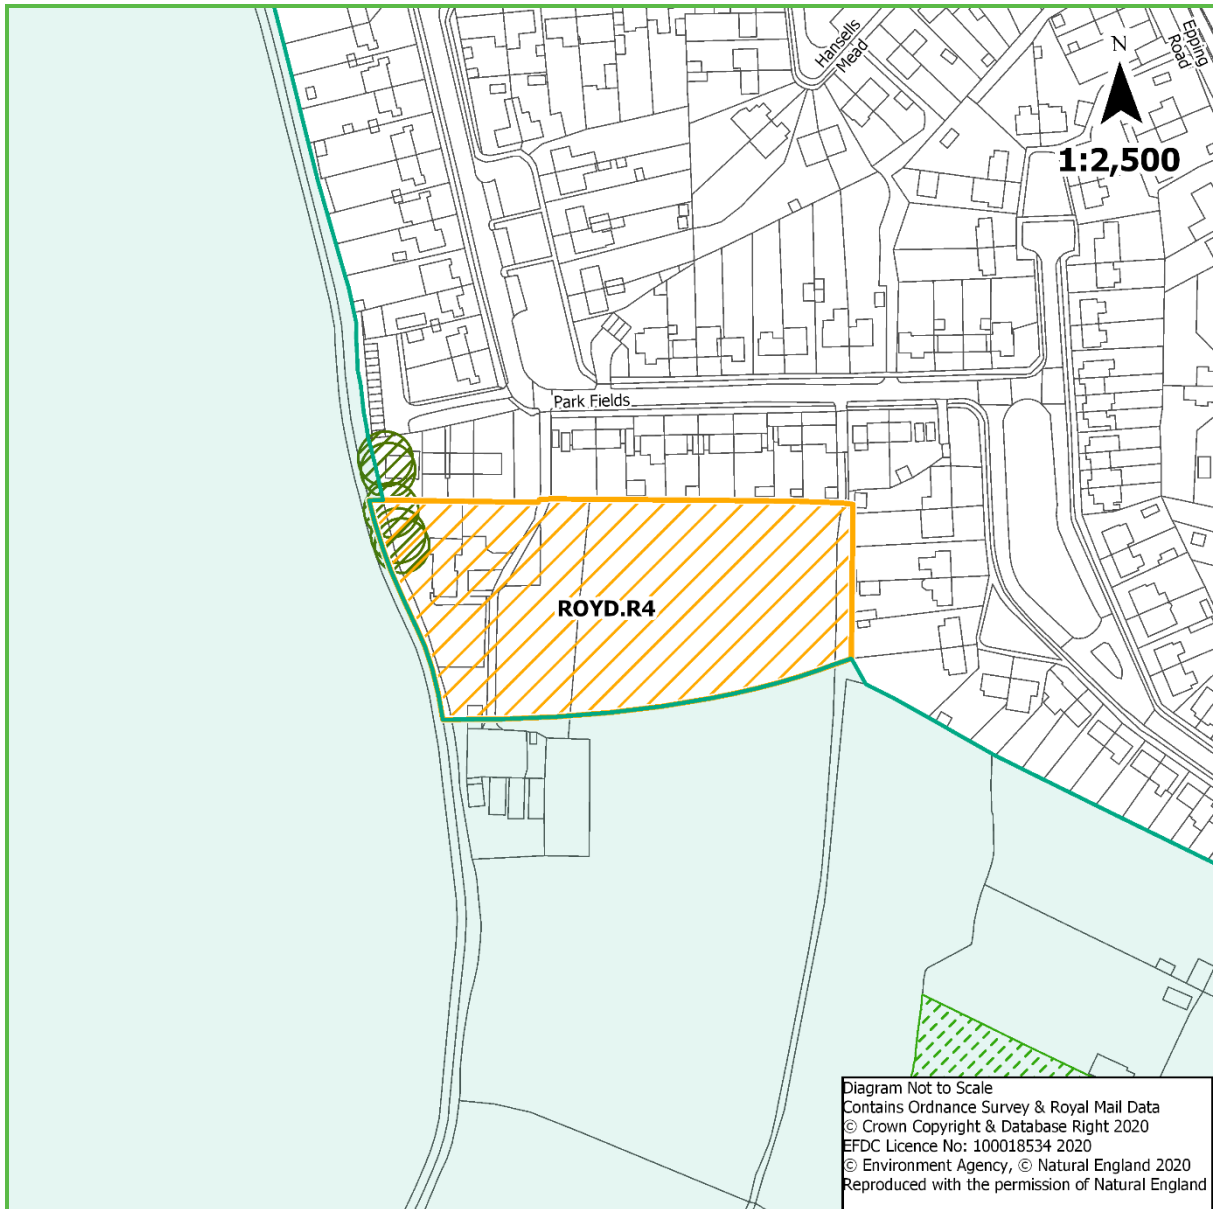 Hansells
Mead
Epping
Road
N
1:2,500
Park Fields
ROYD.R4
Diagram Not to Scale
Contains Ordnance Survey & Royal Mail Data
© Crown Copyright & Database Right 2020
EFDC Licence No: 100018534 2020
© Environment Agency, © Natural England 2020
Reproduced with the permission of Natural England